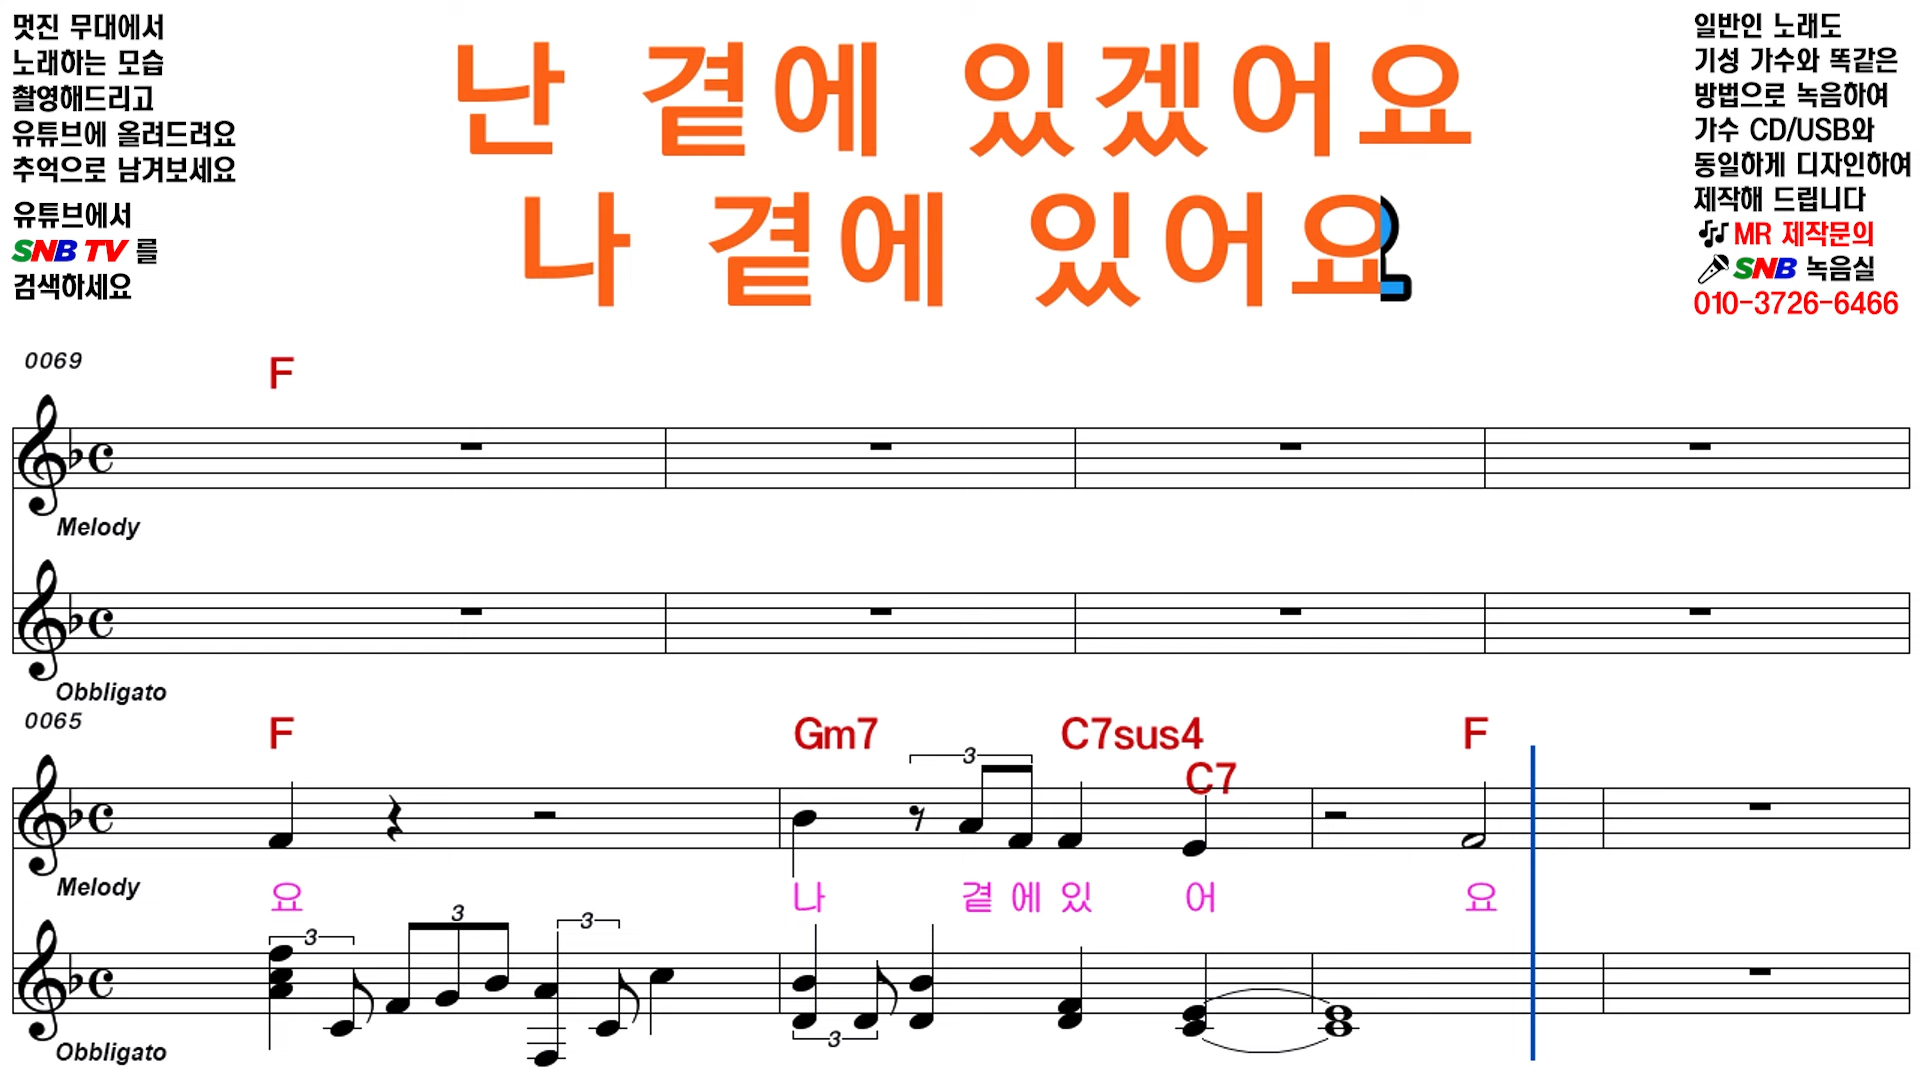 멋진 무대에서
노래하는 모습
촬영해드리고
유튜브에 올려드려요
추억으로 남겨보세요
유튜브에서
SNB TV 를
검색하세요
난 곁에 있겠어요
나 곁에 있어요
일반인 노래도
기성 가수와 똑같은
방법으로 녹음하여
가수 CD/USB와
동일하게 디자인하여
제작해 드립니다
MR 제작문의
SNB 녹음실
010-3726-6466
0069
F
Melody
Obbligato
0065
F Gm7 C7sus4 F
3 C7
Melody
요 나 곁 에 있 어 요
3 3 3
Obbligato
3